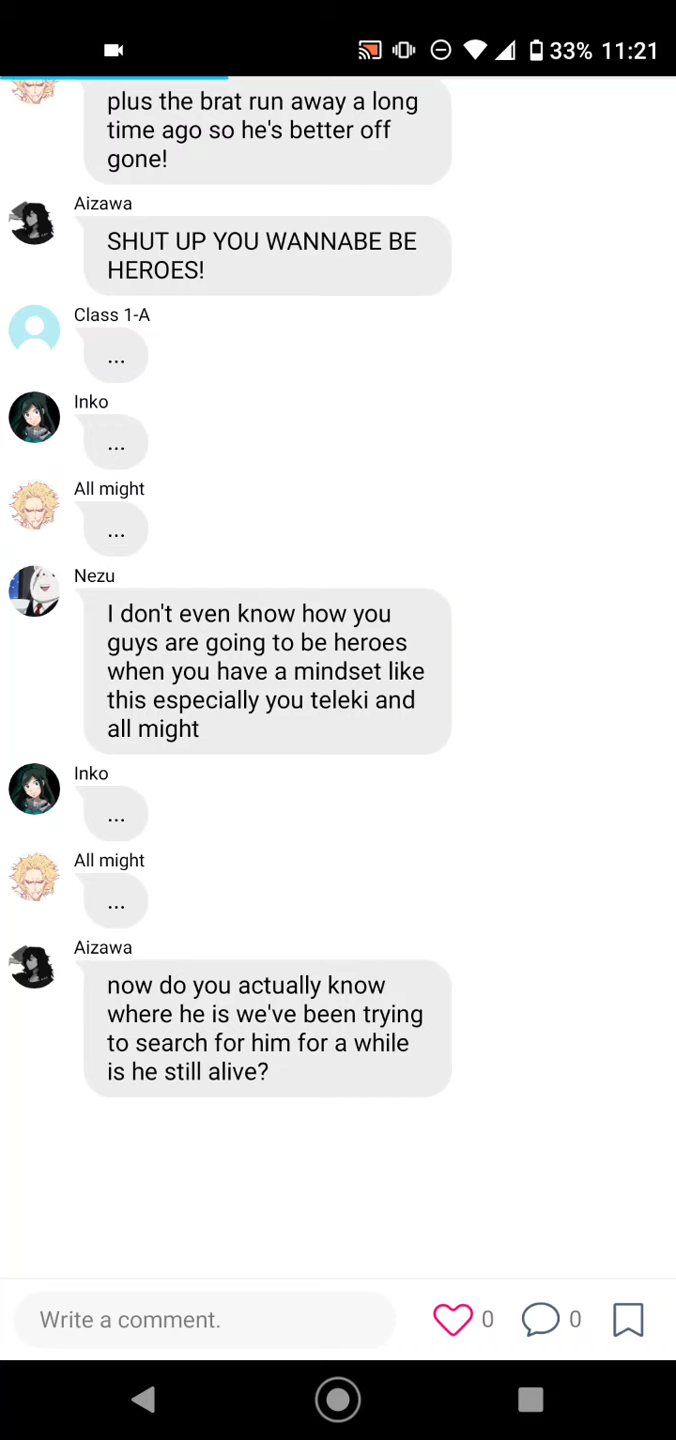 33% 11:21
plus the brat run away a long
time ago so he's better off
gone!
Aizawa
SHUT UP YOU WANNABE BE
HEROES!
Class 1-A
...
Inko
...
All might
...
Nezu
I don't even know how you
guys are going to be heroes
when you have a mindset like
this especially you teleki and
all might
Inko
...
All might
...
Aizawa
now do you actually know
where he is we've been trying
to search for him for a while
is he still alive?
Write a comment. 0 0